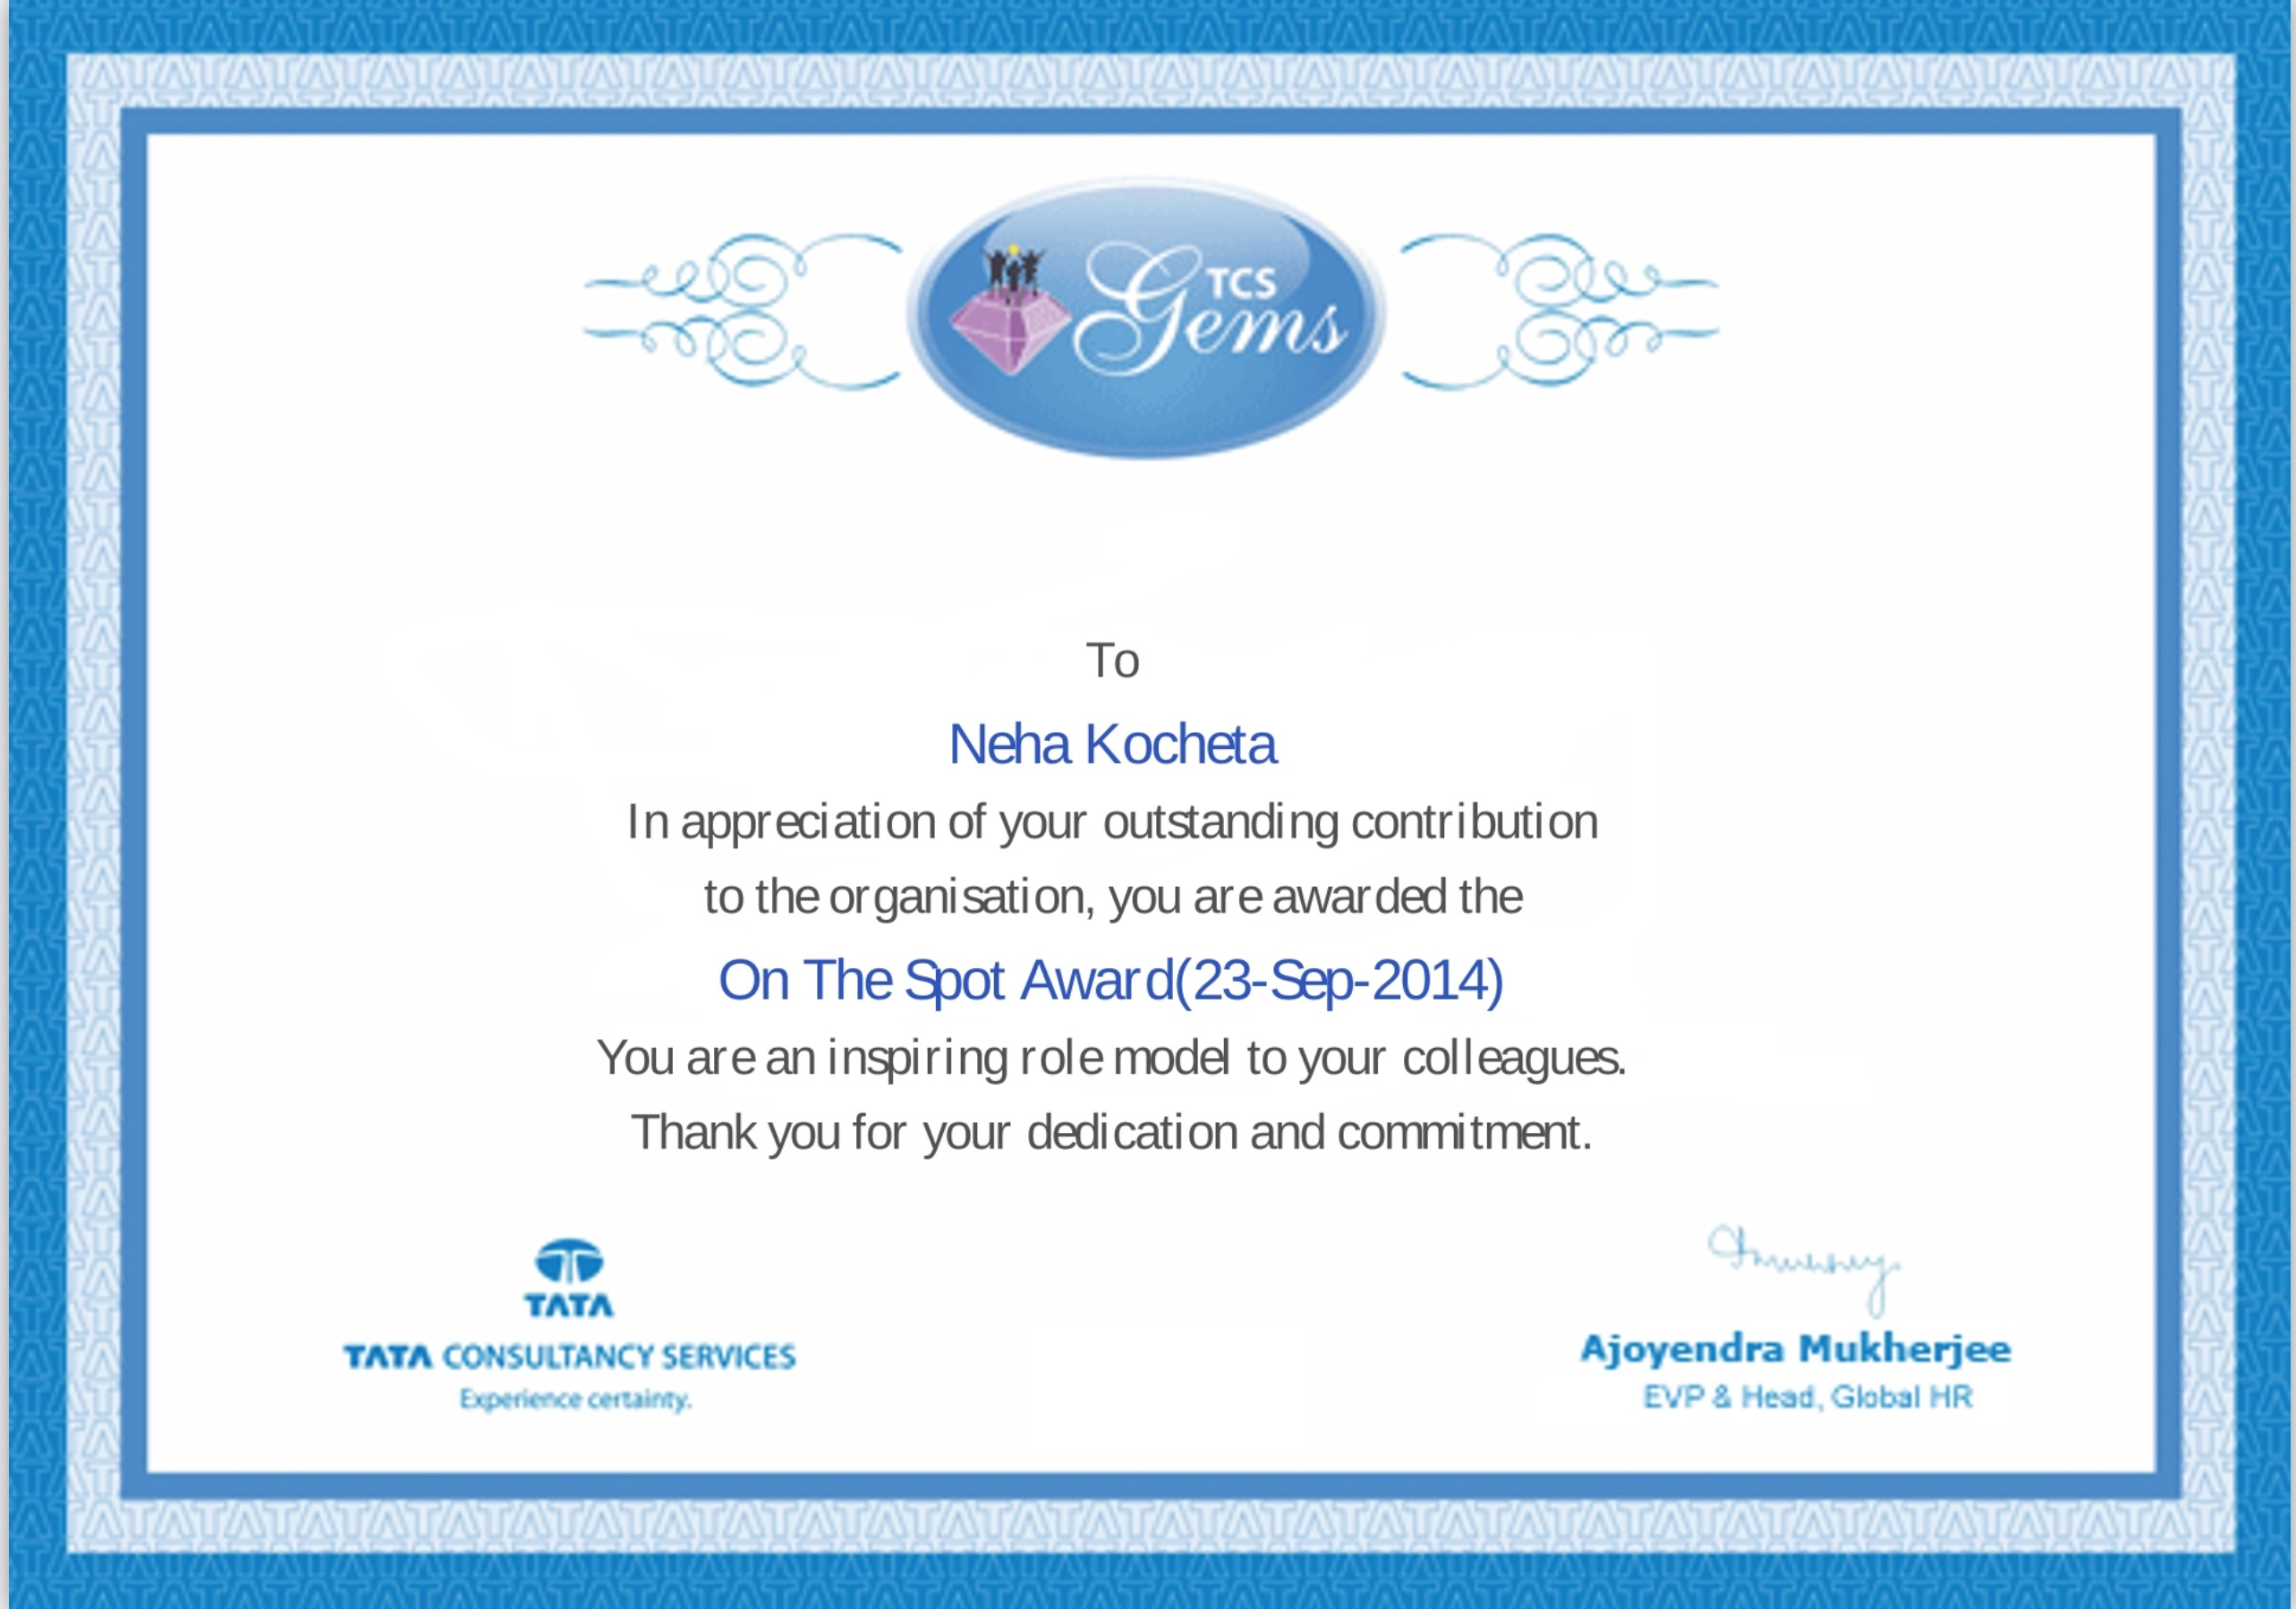 TCS
Gems
To
Neha Kocheta
In appreciation of your outstanding contribution
to the organisation, you are awarded the
On The Spot Award(23-Sep-2014)
You are an inspiring role model to your colleagues.
Thank you for your dedication and commitment.
TATA
TATA CONSULTANCY SERVICES
Experience certainty.
Ajoyendra Mukherjee
EVP & Head, Global HR